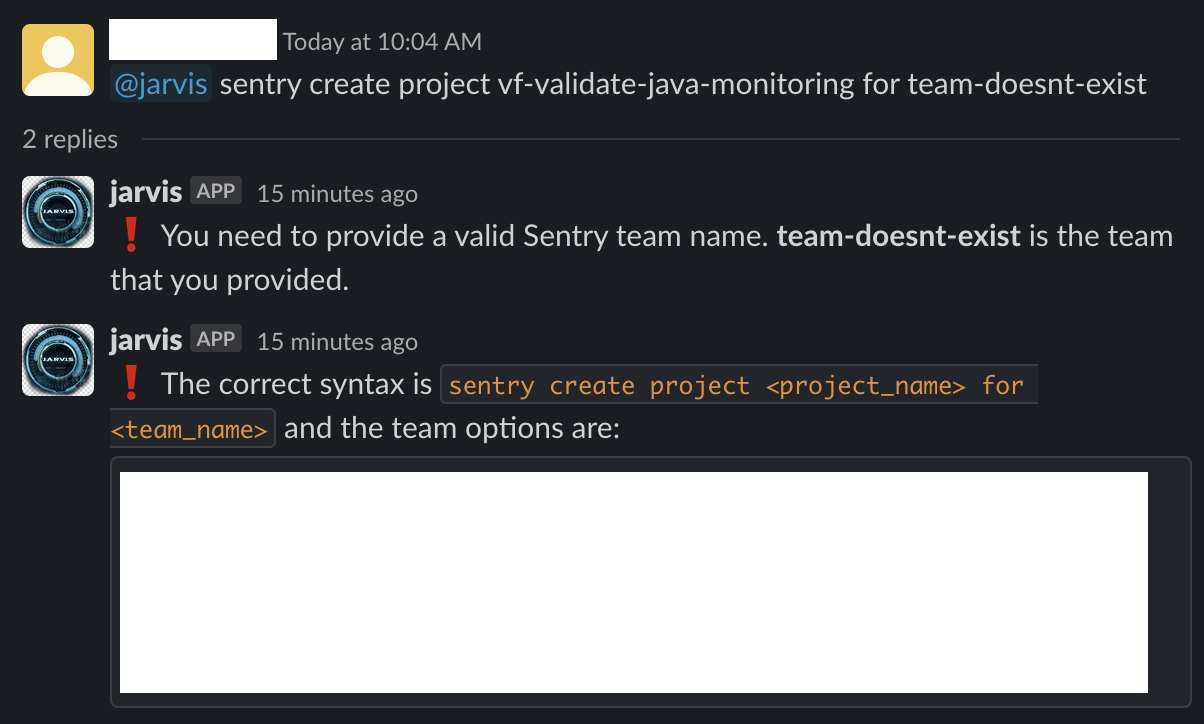 Today at 10:04 AM
@jarvis sentry create project vf-validate-java-monitoring for team-doesnt-exist
2 replies
JARVIS
jarvis APP 15 minutes ago
❗ You need to provide a valid Sentry team name. team-doesnt-exist is the team
that you provided.
JARVIS
jarvis APP 15 minutes ago
❗ The correct syntax is sentry create project <project_name> for
<team_name> and the team options are: